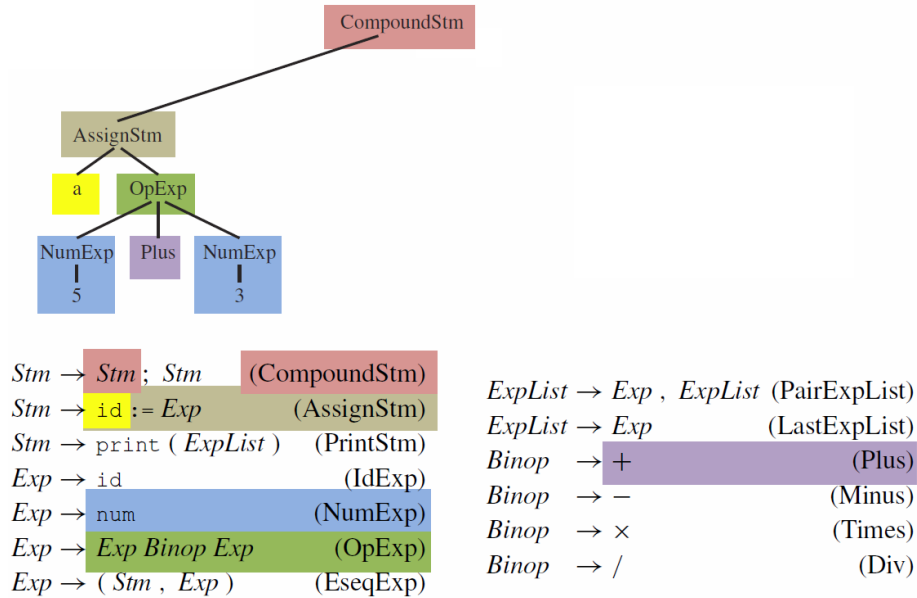 CompoundStm
AssignStm
a OpExp
NumExp Plus NumExp
5 3
Stm → Stm ; Stm (CompoundStm)
Stm → id := Exp (AssignStm)
Stm → print ( ExpList ) (PrintStm)
Exp → id (IdExp)
Exp → num (NumExp)
Exp → Exp Binop Exp (OpExp)
Exp → ( Stm , Exp ) (EseqExp)
ExpList → Exp , ExpList (PairExpList)
ExpList → Exp (LastExpList)
Binop → + (Plus)
Binop → − (Minus)
Binop → × (Times)
Binop → / (Div)